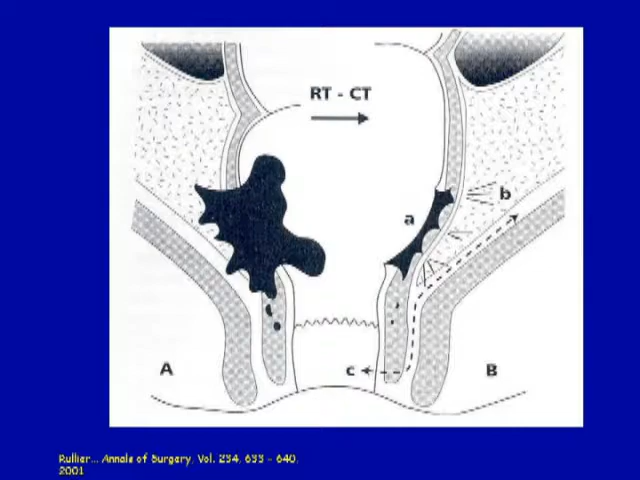 RT - CT
a
b
c
A
B
Rullier... Annals of Surgery, Vol. 234, 633 - 640,
2001